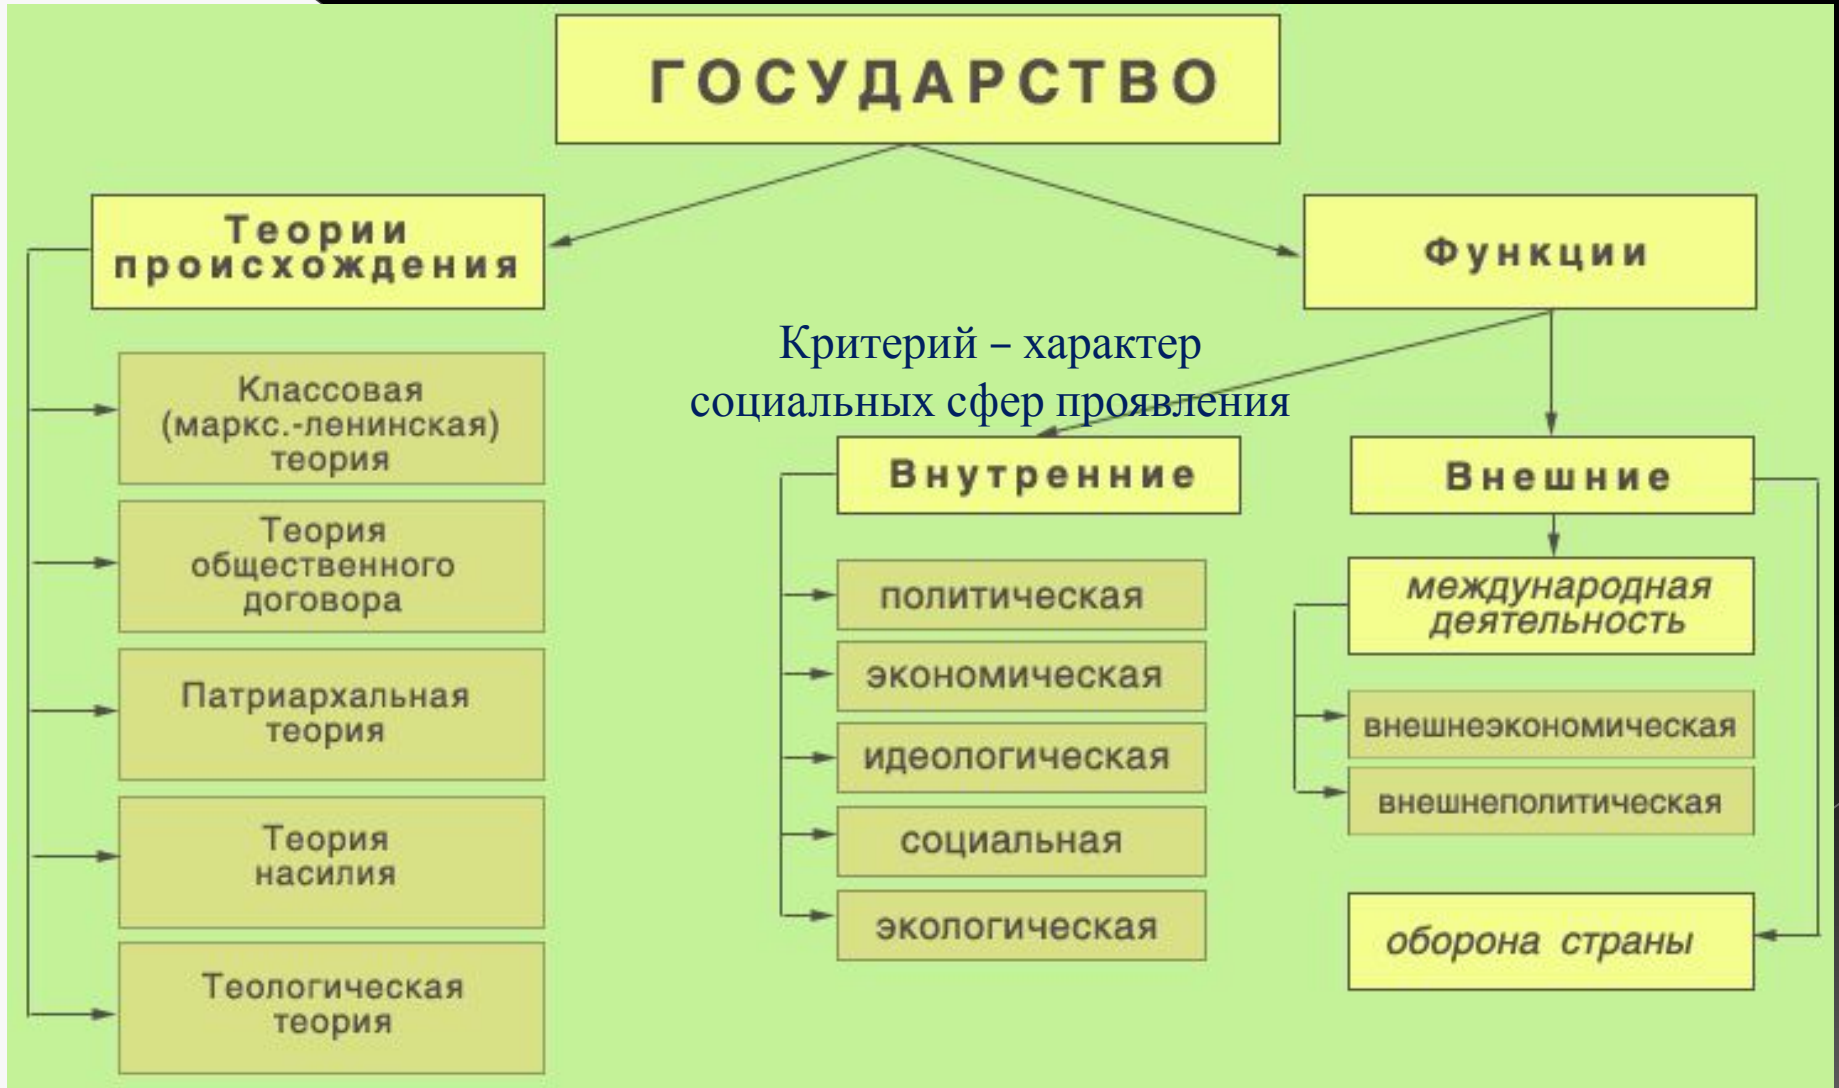 ГОСУДАРСТВО
Теории
происхождения
Классовая
(маркс.-ленинская)
теория
Теория
общественного
договора
Патриархальная
теория
Теория
насилия
Теологическая
теория
Функции
Критерий – характер
социальных сфер проявления
Внутренние
политическая
экономическая
идеологическая
социальная
экологическая
Внешние
международная
деятельность
внешнеэкономическая
внешнеполитическая
оборона страны